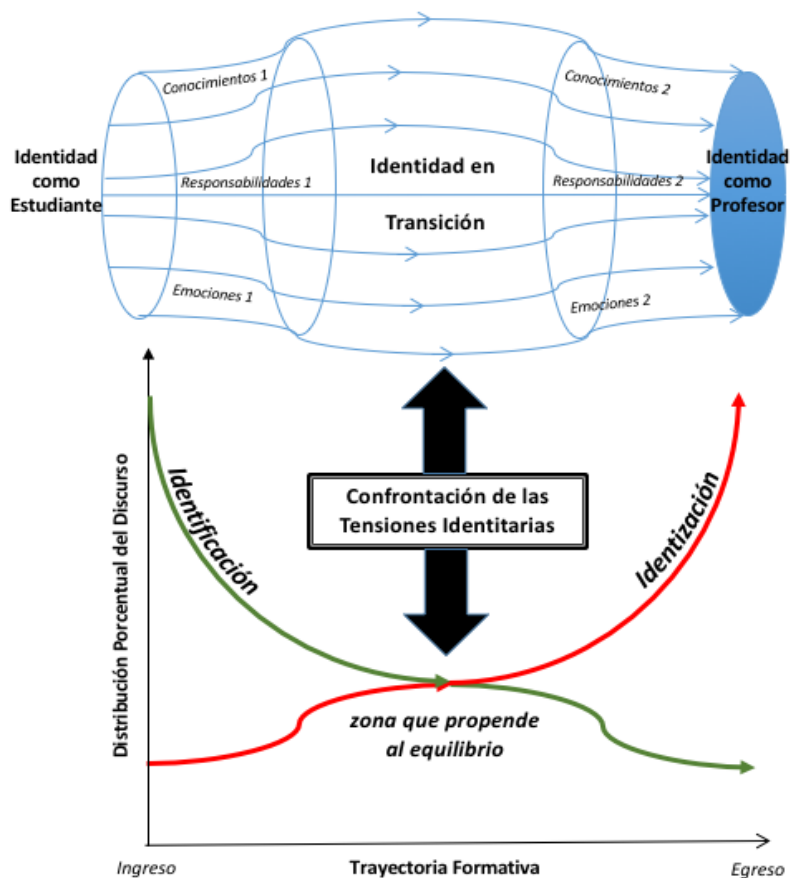 Conocimientos 1
Conocimientos 2
Identidad
como
Estudiante
Identidad en
Transición
Identidad
como
Profesor
Responsabilidades 1
Responsabilidades 2
Emociones 1
Emociones 2
Distribución Porcentual del Discurso
Identificación
Confrontación de las
Tensiones Identitarias
Identización
zona que propende
al equilibrio
Ingreso
Trayectoria Formativa
Egreso